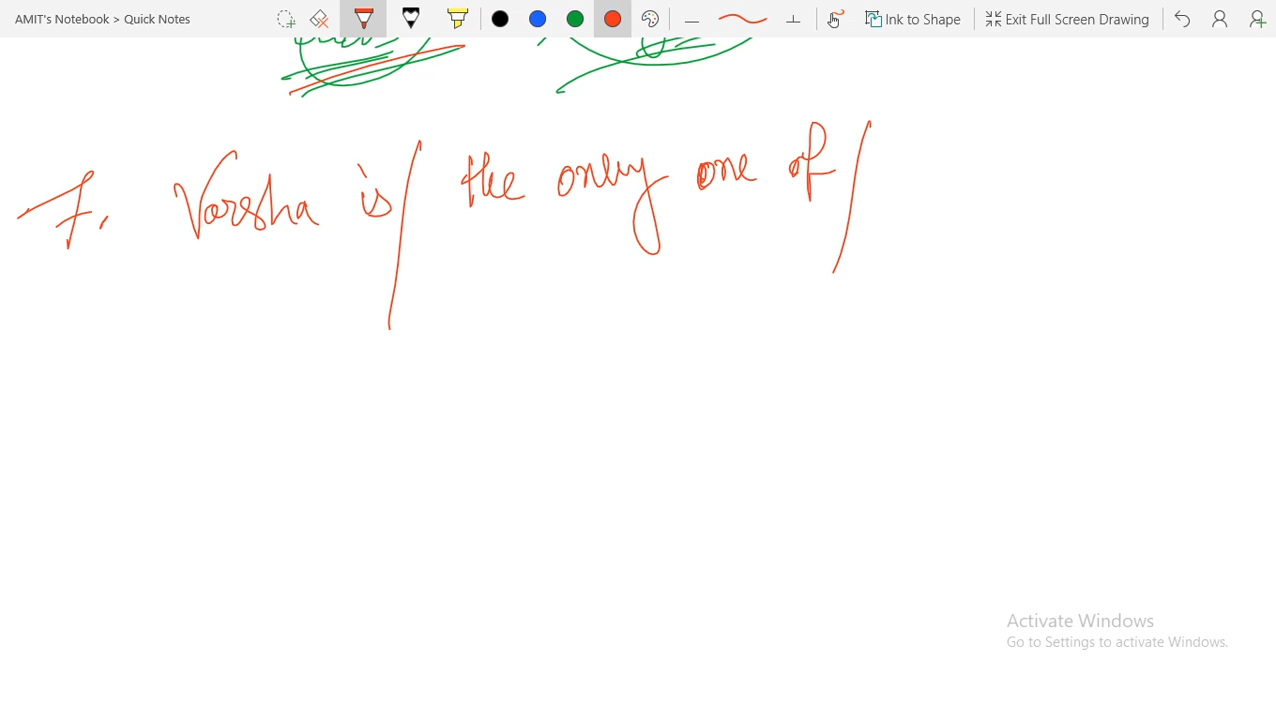 AMIT's Notebook > Quick Notes Ink to Shape Exit Full Screen Drawing
7. Varsha is/ the only one of/
Activate Windows
Go to Settings to activate Windows.